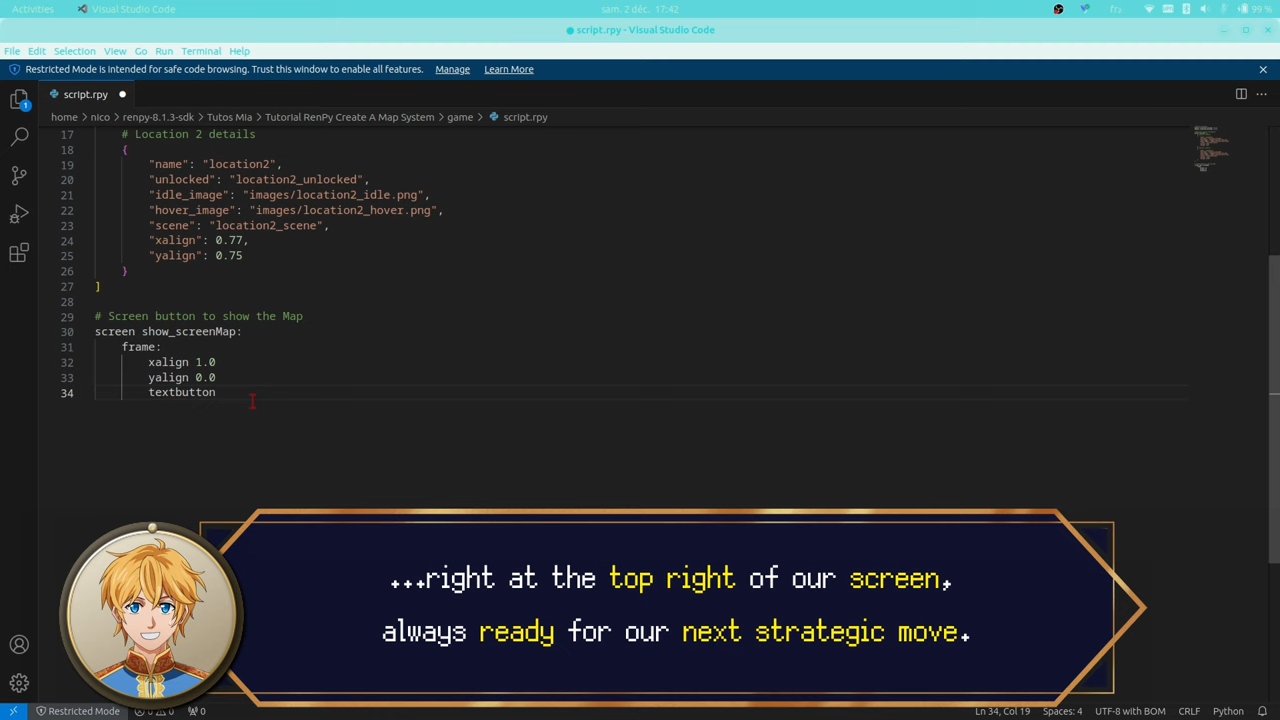 Activities
Visual Studio Code
sam. 2 déc. 17:42
fr₂
99 %
script.rpy - Visual Studio Code
File Edit Selection View Go Run Terminal Help
Restricted Mode is intended for safe code browsing. Trust this window to enable all features. Manage Learn More
script.rpy
home > nico > renpy-8.1.3-sdk > Tutos Mia > Tutorial RenPy Create A Map System > game > script.rpy
1
17 # Location 2 details
18 {
19 "name": "location2",
20 "unlocked": "location2_unlocked",
21 "idle_image": "images/location2_idle.png",
22 "hover_image": "images/location2_hover.png",
23 "scene": "location2_scene",
24 "xalign": 0.77,
25 "yalign": 0.75
26 }
27 ]
28
29 # Screen button to show the Map
30 screen show_screenMap:
31 frame:
32 xalign 1.0
33 yalign 0.0
34 textbutton
...right at the top right of our screen,
always ready for our next strategic move.
Restricted Mode 0 0 0 Ln 34, Col 19 Spaces: 4 UTF-8 with BOM CRLF Python